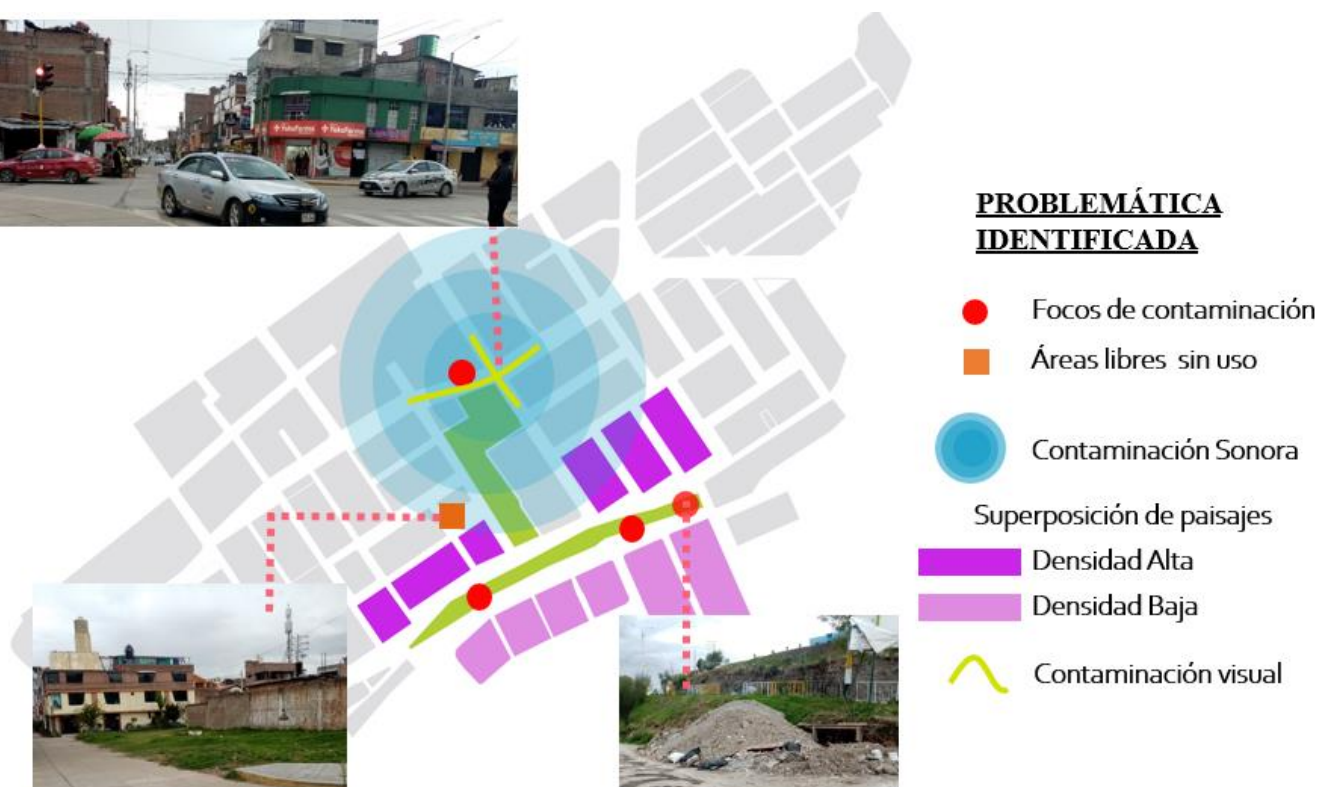 FokoFarma
PROBLEMÁTICA
IDENTIFICADA
Focos de contaminación
Áreas libres sin uso
Contaminación Sonora
Superposición de paisajes
Densidad Alta
Densidad Baja
Contaminación visual